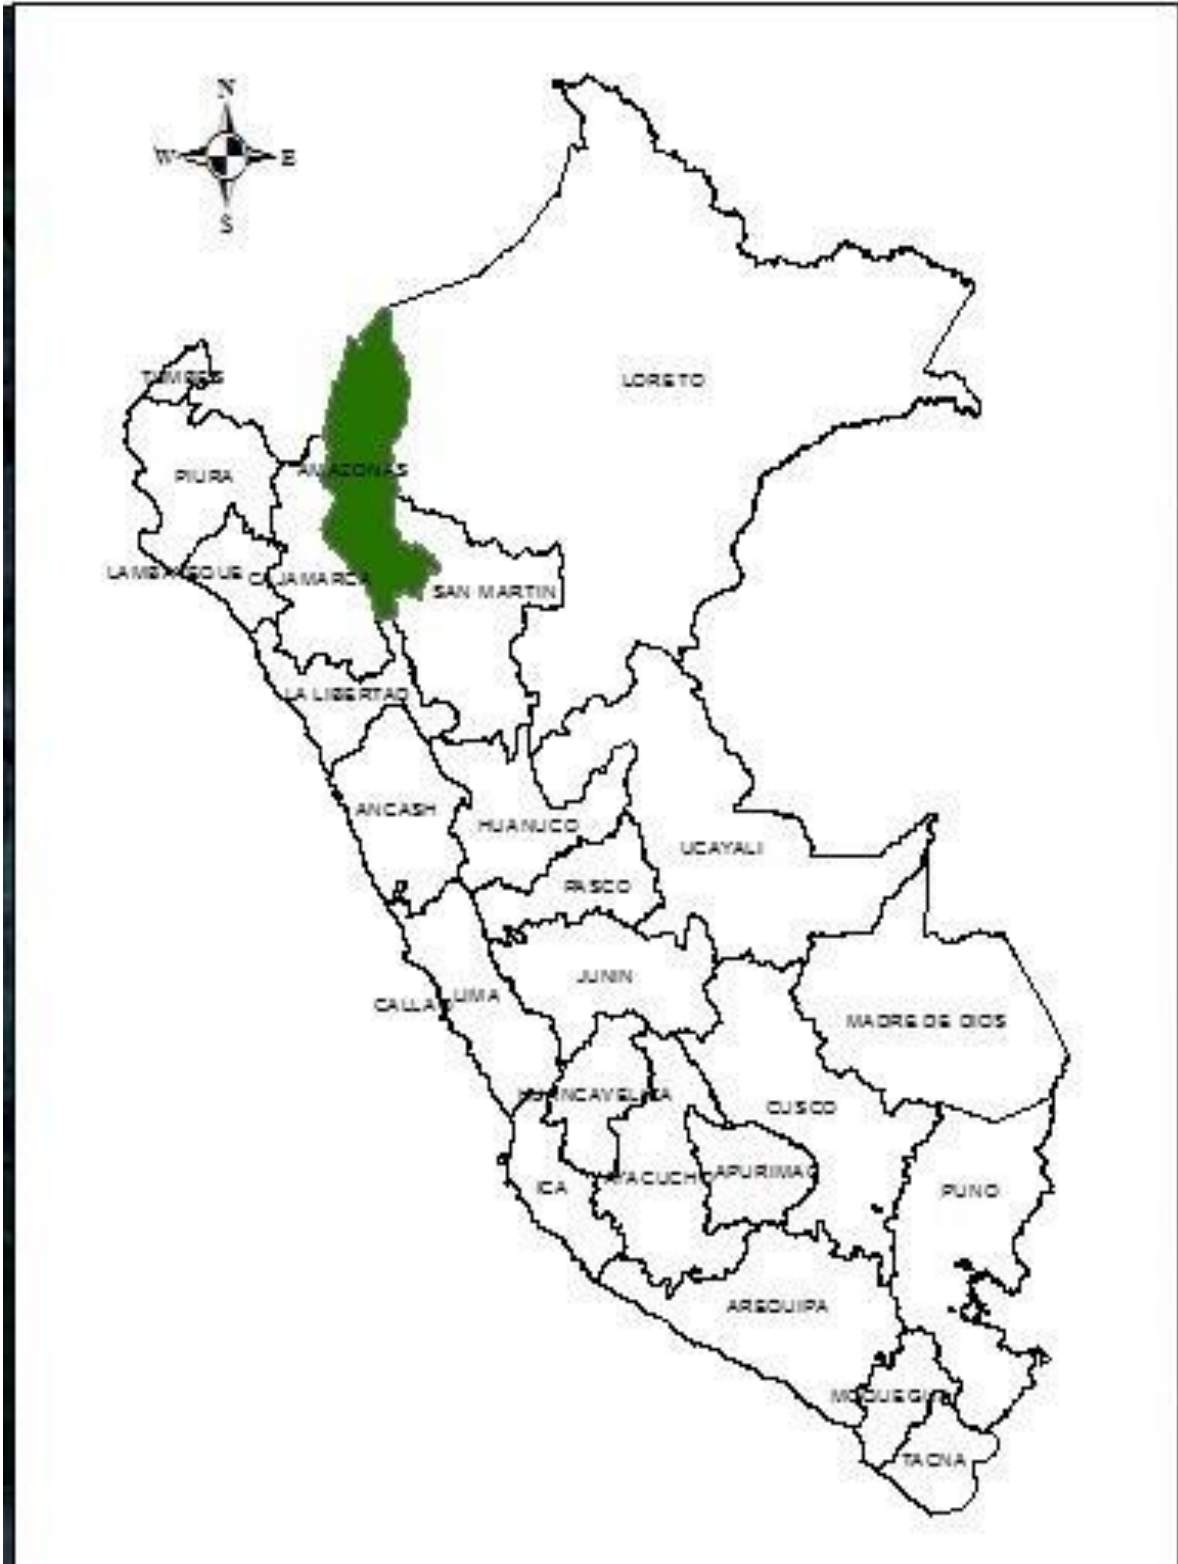 N
W E
S
LORETO
TUMBES
AMAZONAS
PIURA
LAMBAYEQUE
CAJAMARCA
SAN MARTIN
LA LIBERTAD
ANCASH
HUANUCO
UCAYALI
PASCO
JUNIN
LIMA
CALLAO
MADRE DE DIOS
HUANCAVELICA
CUSCO
APURIMAC
AYACUCHO
ICA
PUNO
AREQUIPA
MOQUEGUA
TACNA